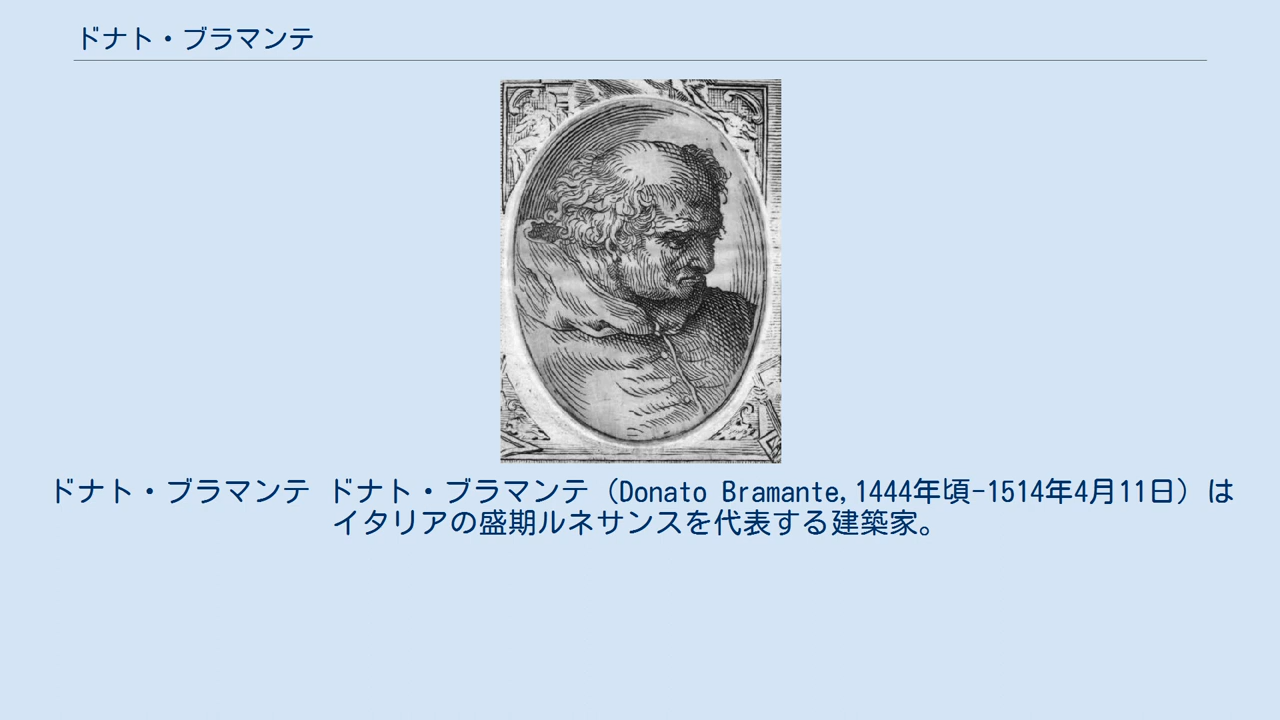 ドナト・ブラマンテ
ドナト・ブラマンテ ドナト・ブラマンテ（Donato Bramante,1444年頃-1514年4月11日）は
イタリアの盛期ルネサンスを代表する建築家。